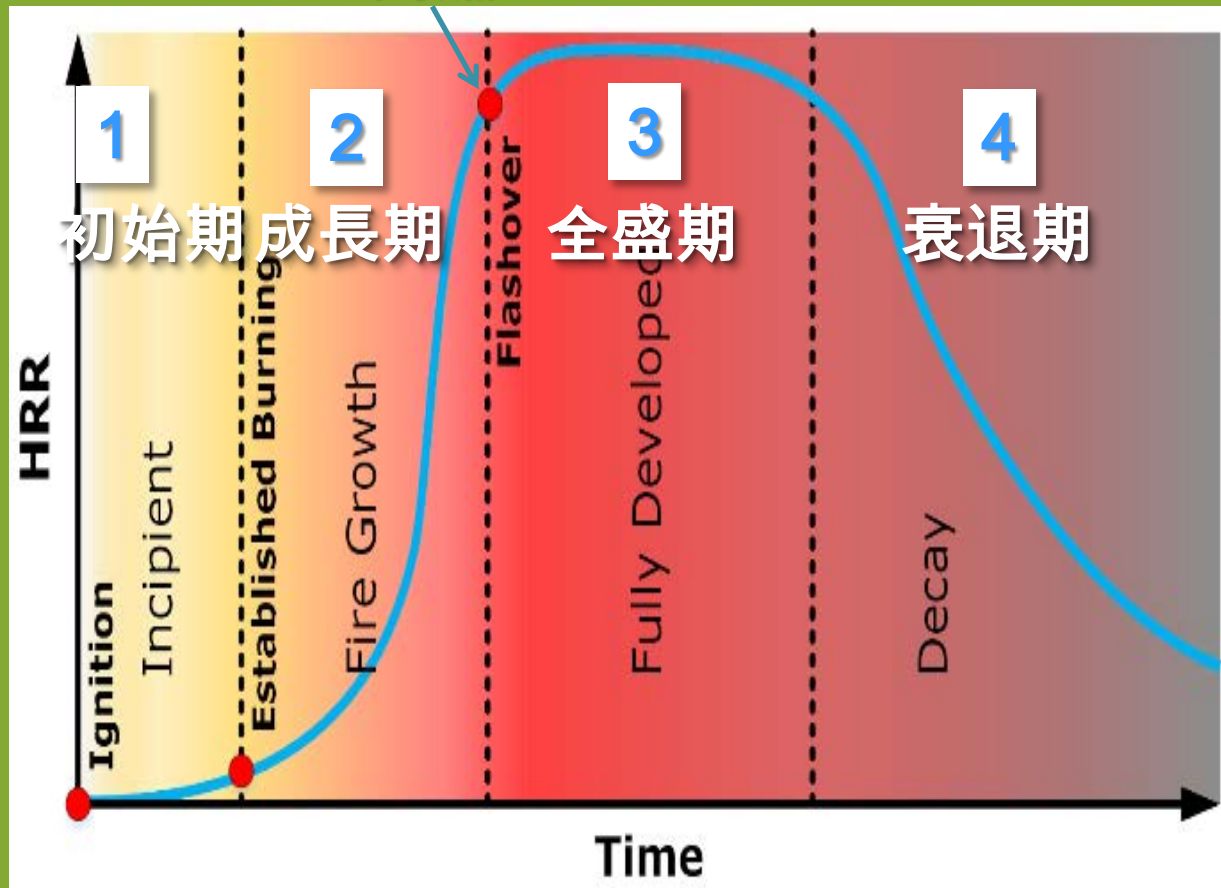 1
初始期
2
成長期
3
全盛期
4
衰退期
HRR
Ignition
Incipient
Established Burning
Fire Growth
Flashover
Fully Developed
Decay
Time